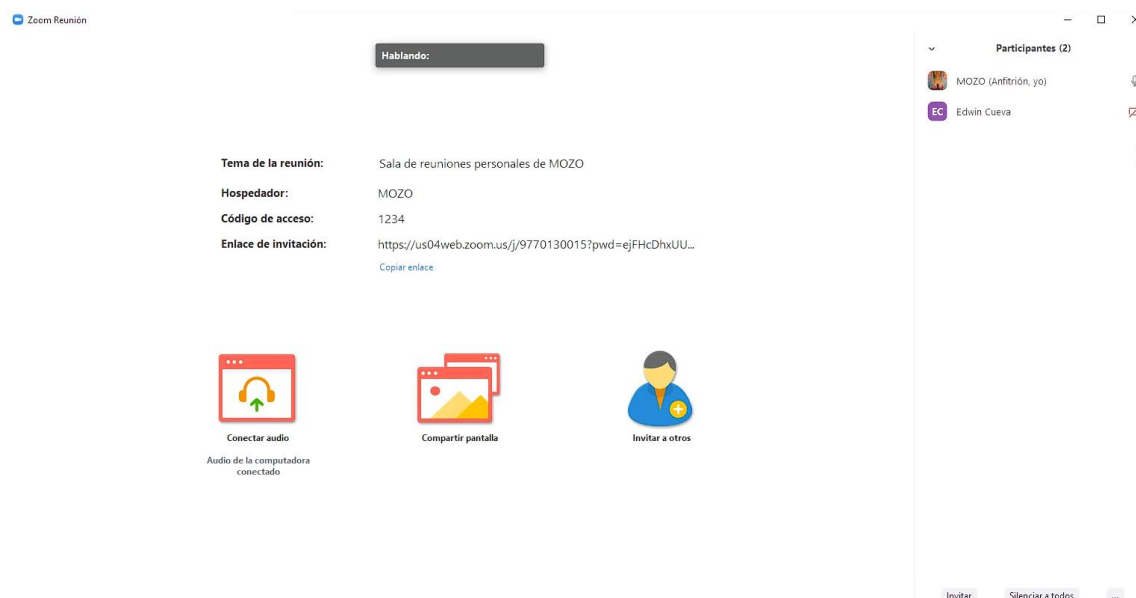 Zoom Reunión
Hablando:
Participantes (2)
MOZO (Anfitrión, yo)
EC Edwin Cueva
Tema de la reunión: Sala de reuniones personales de MOZO
Hospedador: MOZO
Código de acceso: 1234
Enlace de invitación: https://us04web.zoom.us/j/9770130015?pwd=ejFHcDhxUU...
Copiar enlace
Conectar audio
Compartir pantalla
Invitar a otros
Audio de la computadora
conectado
Invitar
Silenciar a todos
...